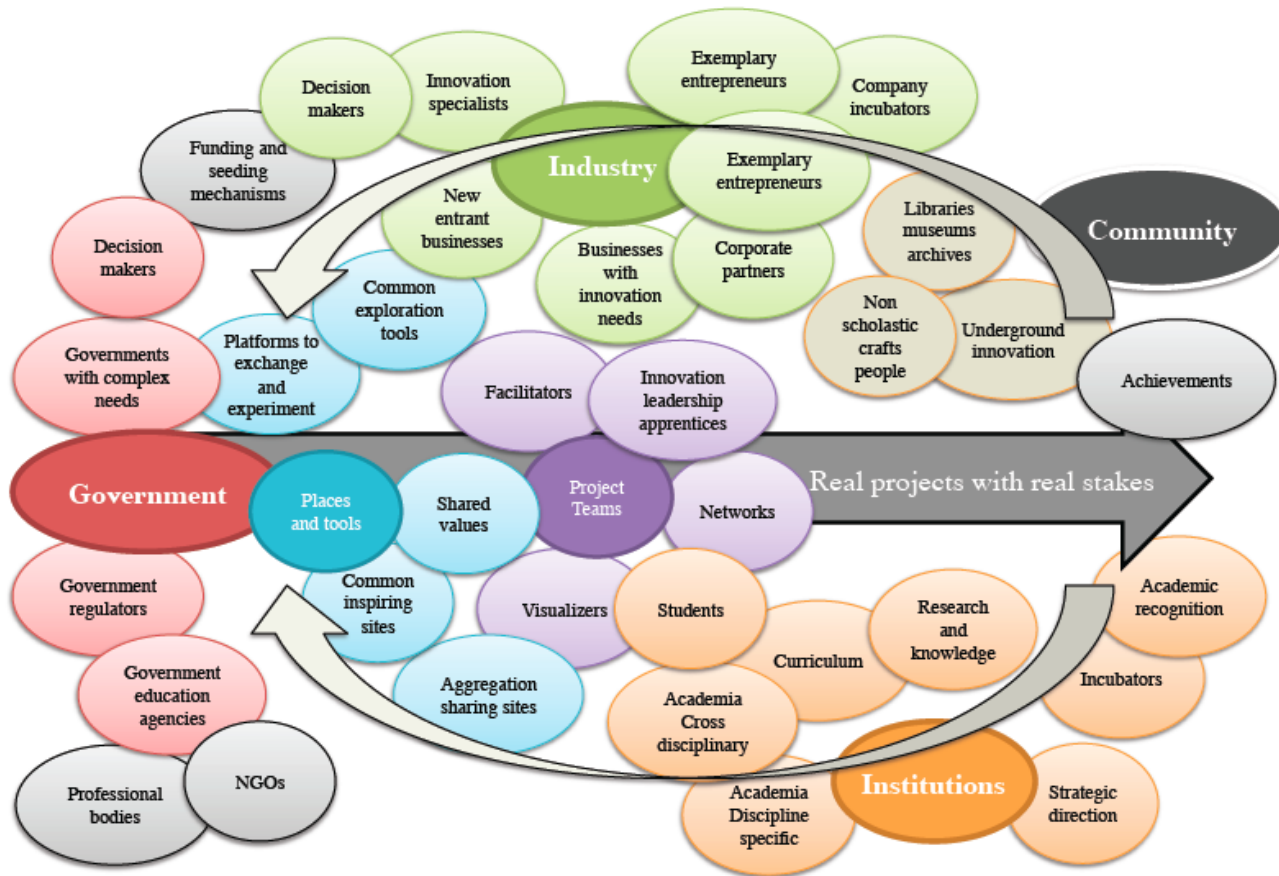 Exemplary
entrepreneurs
Decision
makers
Innovation
specialists
Company
incubators
Funding and
seeding
mechanisms
Industry
Exemplary
entrepreneurs
New
entrant
businesses
Libraries
museums
archives
Community
Decision
makers
Businesses
with
innovation
needs
Corporate
partners
Common
exploration
tools
Non
scholastic
crafts
people
Underground
innovation
Governments
with complex
needs
Platforms to
exchange
and
experiment
Facilitators
Innovation
leadership
apprentices
Achievements
Government
Places
and tools
Shared
values
Project
Teams
Networks
Real projects with real stakes
Government
regulators
Common
inspiring
sites
Visualizers
Students
Curriculum
Research
and
knowledge
Academic
recognition
Government
education
agencies
Aggregation
sharing sites
Academia
Cross
disciplinary
Incubators
Professional
bodies
NGOs
Academia
Discipline
specific
Institutions
Strategic
direction